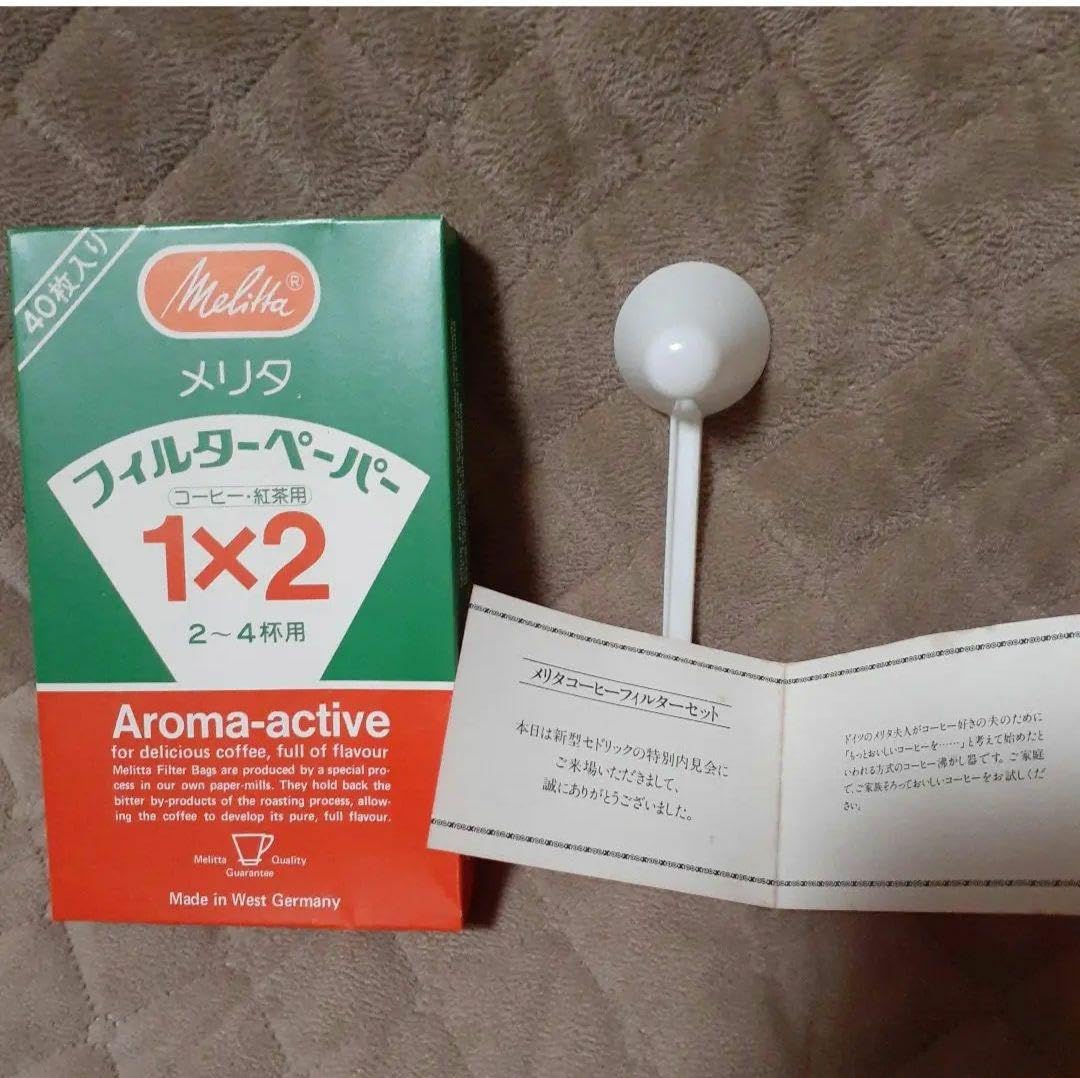 40枚入り
Melitta®
メリタ
フィルターペーパー
コーヒー・紅茶用
1×2
2〜4杯用
Aroma-active
for delicious coffee, full of flavour
Melitta Filter Bags are produced by a special pro-
cess in our own paper-mills. They hold back the
bitter by-products of the roasting process, allow-
ing the coffee to develop its pure, full flavour.
Melitta Quality
Guarantee
Made in West Germany
メリタコーヒーフィルターセット
本日は新型セドリックの特別内見会に
ご来場いただきまして、
誠にありがとうございました。
ドイツのメリタ夫人がコーヒー好きの夫のために
「もっとおいしいコーヒーを……」と考えて始めたと
いわれる方式のコーヒー沸かし器です。ご家庭
で、ご家族そろっておいしいコーヒーをお試しくだ
さい。